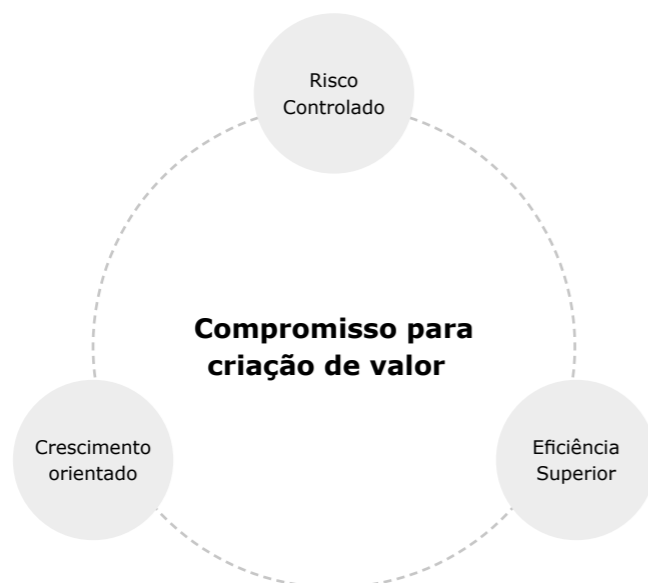 Risco
Controlado
Compromisso para
criação de valor
Crescimento
orientado
Eficiência
Superior